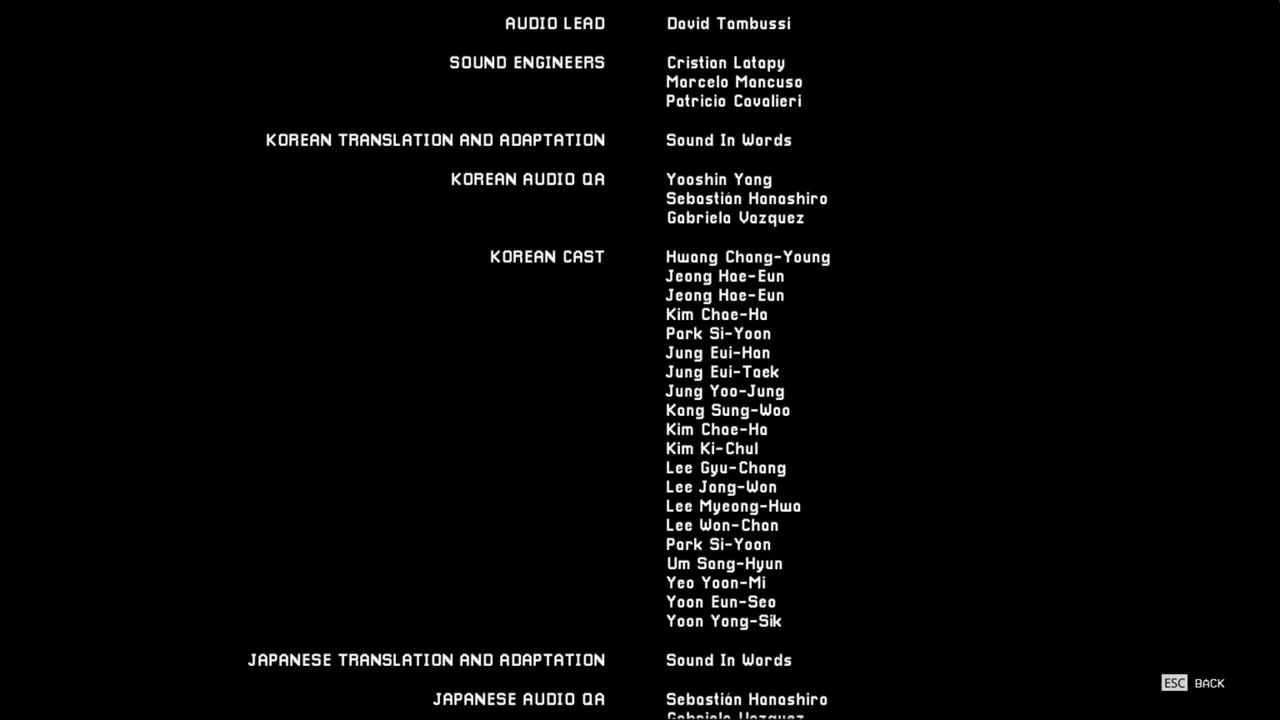 AUDIO LEAD David Tambussi
SOUND ENGINEERS Cristian Latapy
Marcelo Mancuso
Patricio Cavalieri
KOREAN TRANSLATION AND ADAPTATION Sound In Words
KOREAN AUDIO QA Yooshin Yang
Sebastián Hanashiro
Gabriela Vazquez
KOREAN CAST Hwang Chang-Young
Jeong Hae-Eun
Jeong Hae-Eun
Kim Chae-Ha
Park Si-Yoon
Jung Eui-Han
Jung Eui-Taek
Jung Yoo-Jung
Kang Sung-Woo
Kim Chae-Ha
Kim Ki-Chul
Lee Gyu-Chang
Lee Jang-Won
Lee Myeong-Hwa
Lee Won-Chan
Park Si-Yoon
Um Sang-Hyun
Yeo Yoon-Mi
Yoon Eun-Seo
Yoon Yong-Sik
JAPANESE TRANSLATION AND ADAPTATION Sound In Words
ESC BACK
JAPANESE AUDIO QA Sebastián Hanashiro
Gabriela Vazquez